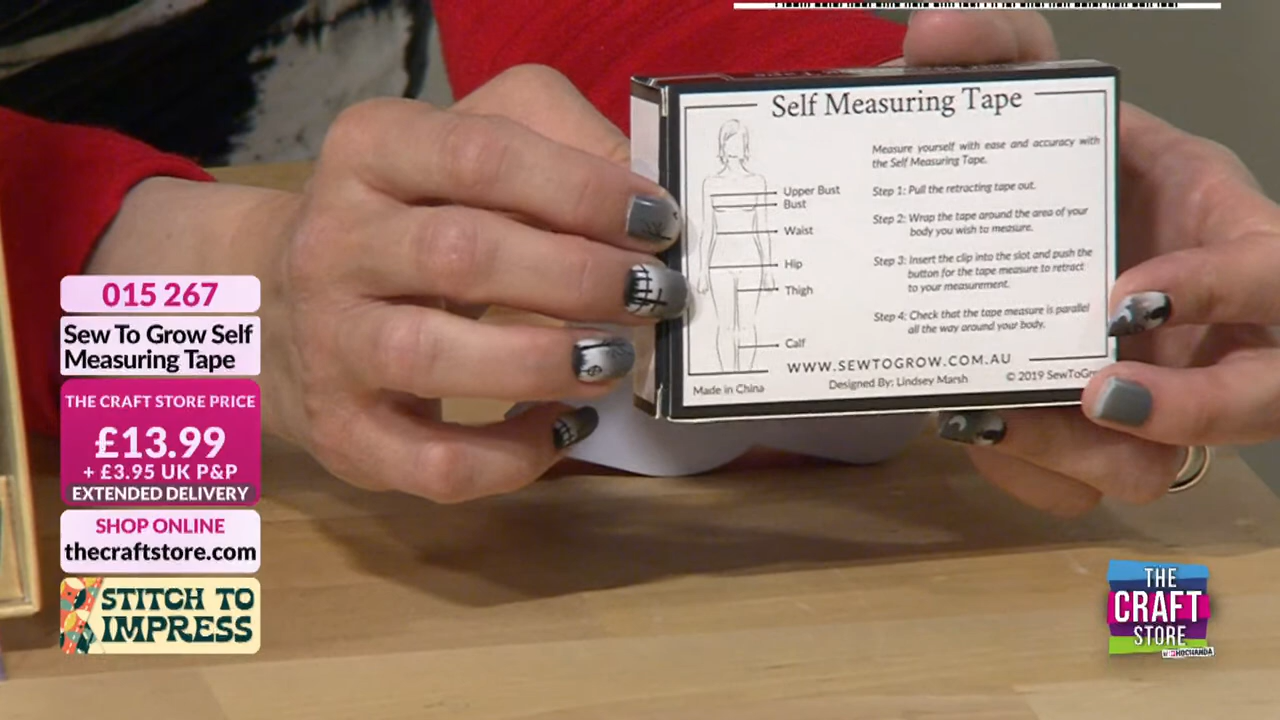 Self Measuring Tape
Measure yourself with ease and accuracy with
the Self Measuring Tape.
Step 1: Pull the retracting tape out.
Step 2: Wrap the tape around the area of your
body you wish to measure.
Step 3: Insert the clip into the slot and push the
button for the tape measure to retract
to your measurement.
Step 4: Check that the tape measure is parallel
all the way around your body.
Upper Bust
Bust
Waist
Hip
Thigh
Calf
WWW.SEWTOGROW.COM.AU
Made in China
Designed By: Lindsey Marsh
© 2019 SewToGr
015 267
Sew To Grow Self
Measuring Tape
THE CRAFT STORE PRICE
£13.99
+ £3.95 UK P&P
EXTENDED DELIVERY
SHOP ONLINE
thecraftstore.com
STITCH TO
IMPRESS
THE
CRAFT
STORE
HOCHANDA